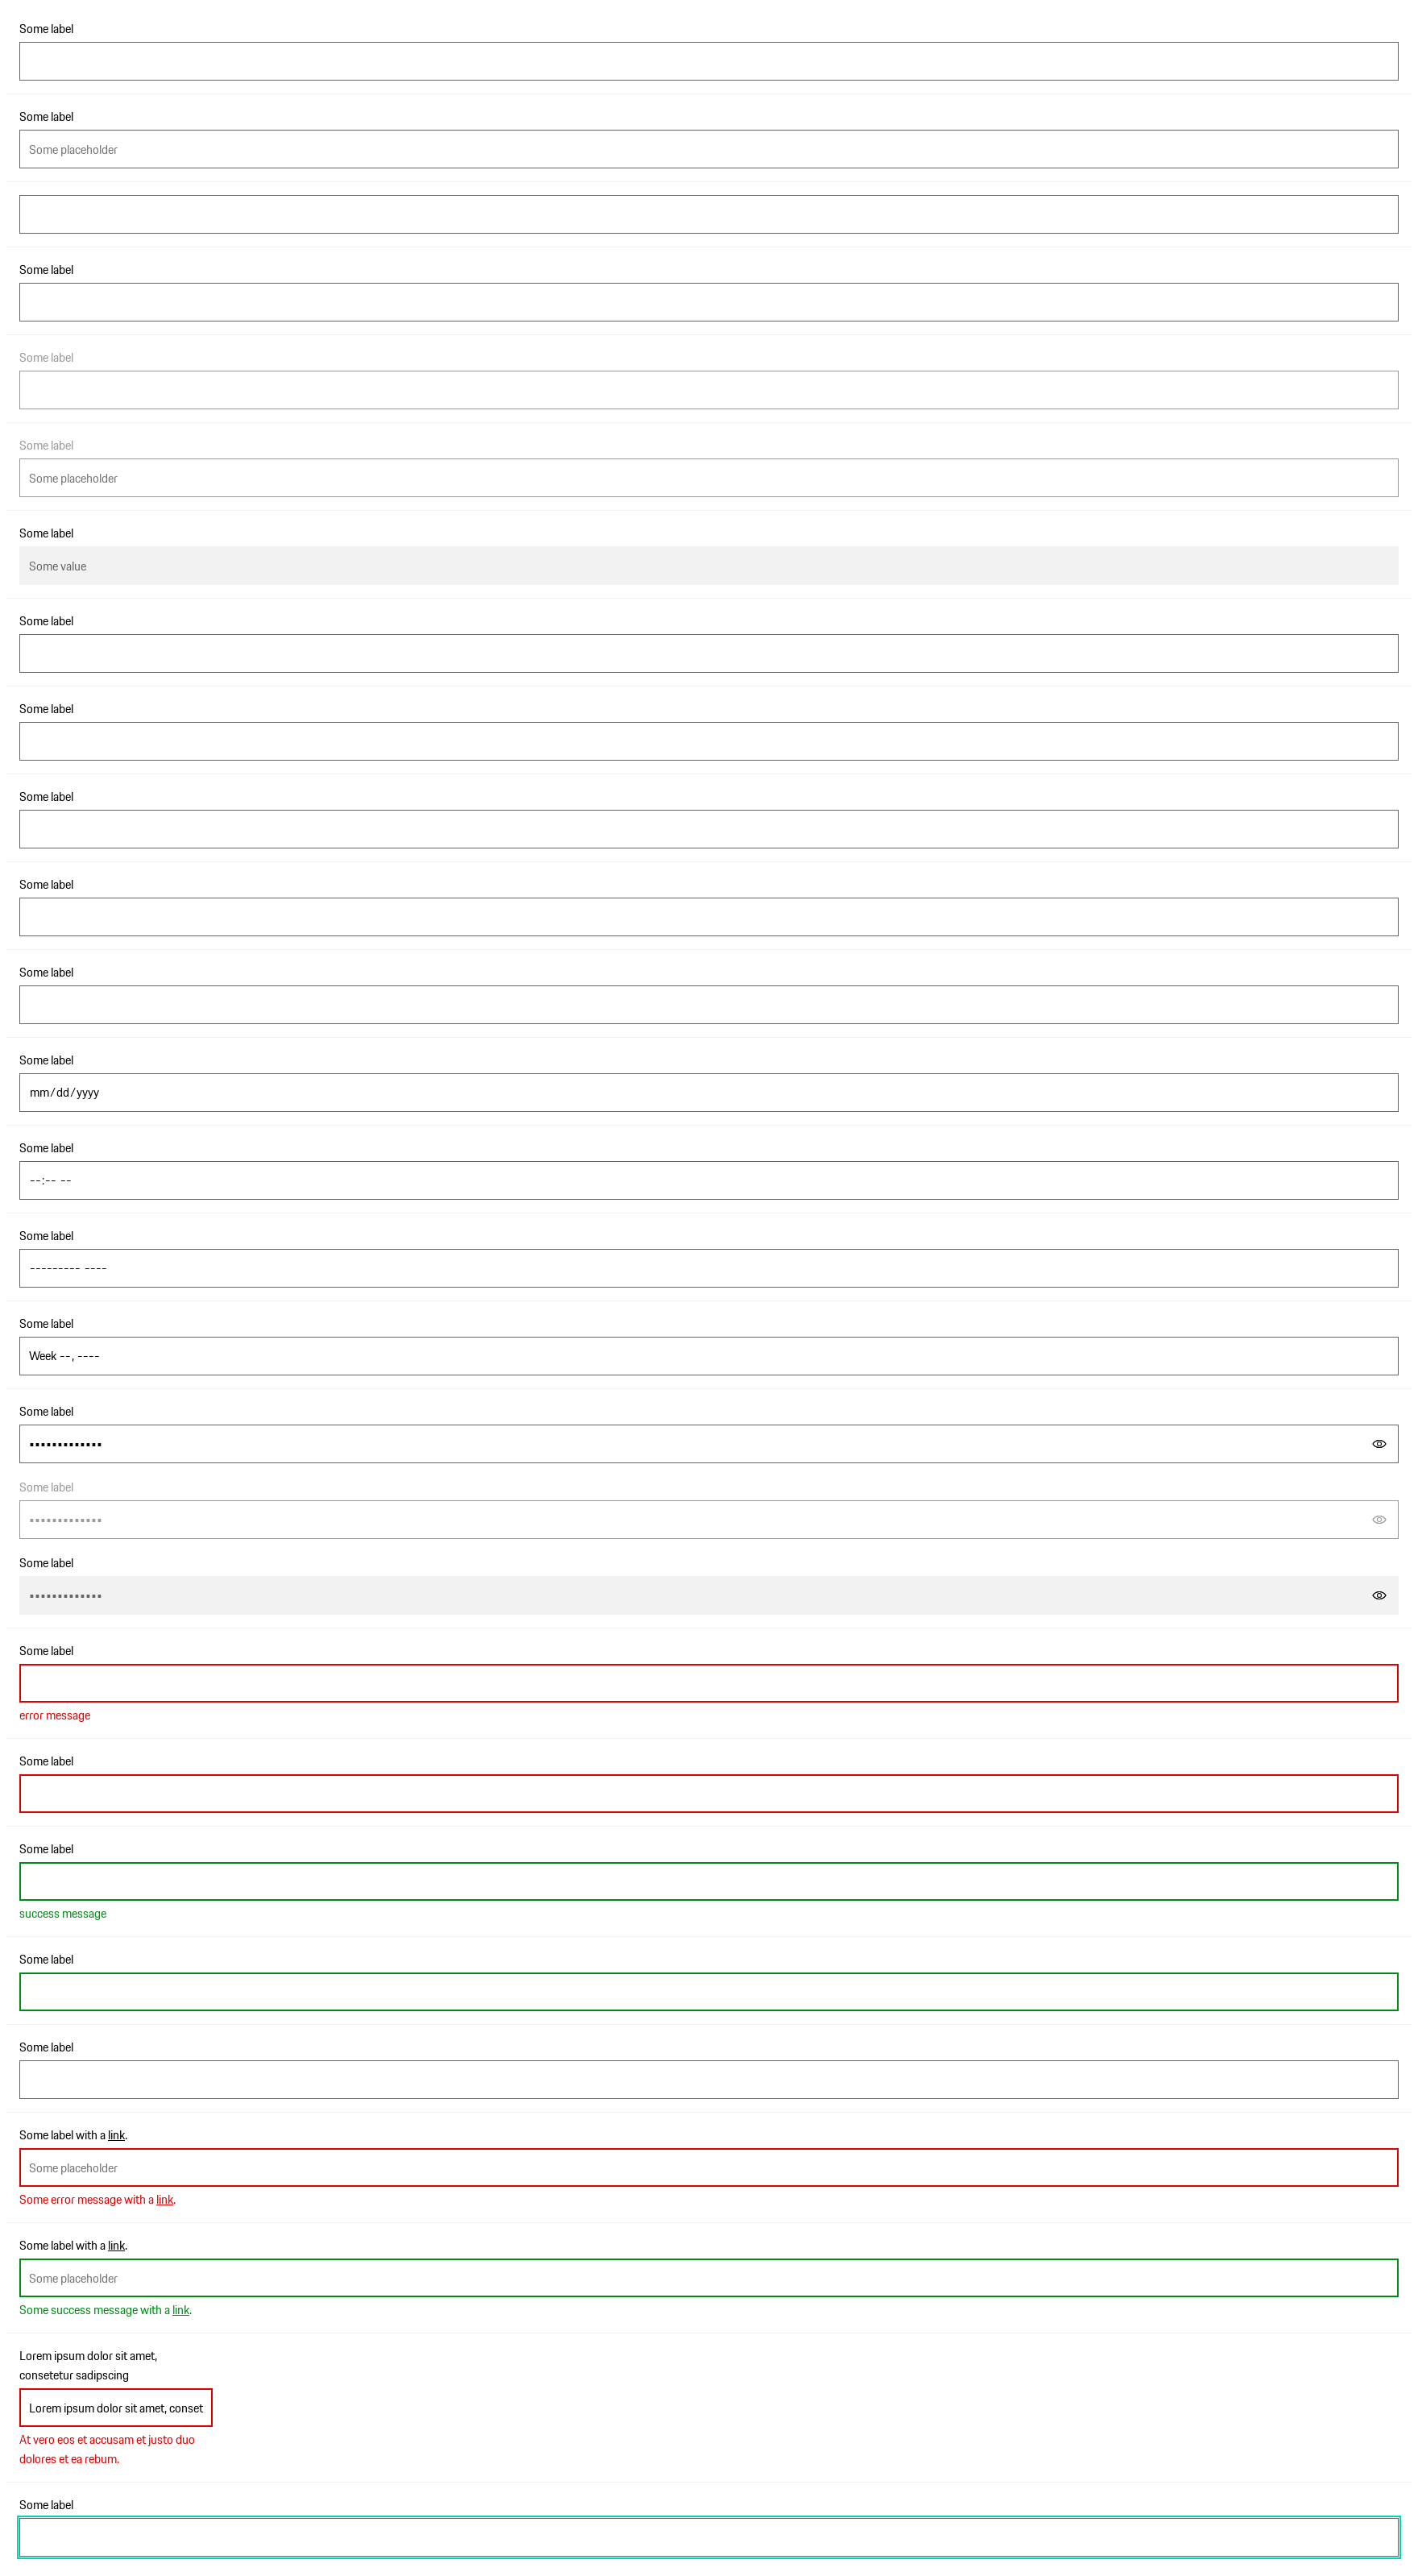 Some label
Some label
Some placeholder
Some label
Some label
Some label
Some placeholder
Some label
Some value
Some label
Some label
Some label
Some label
Some label
Some label
mm/dd/yyyy
Some label
--:-- --
Some label
--------- ----
Some label
Week --, ----
Some label
•••••••••••••
Some label
•••••••••••••
Some label
•••••••••••••
Some label
error message
Some label
Some label
success message
Some label
Some label
Some label with a link.
Some placeholder
Some error message with a link.
Some label with a link.
Some placeholder
Some success message with a link.
Lorem ipsum dolor sit amet,
consetetur sadipscing
Lorem ipsum dolor sit amet, conset
At vero eos et accusam et justo duo
dolores et ea rebum.
Some label